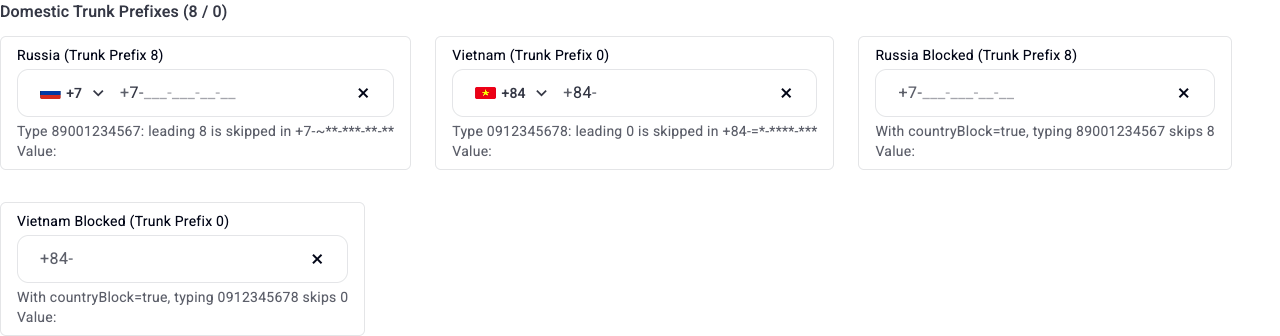 Domestic Trunk Prefixes (8 / 0)
Russia (Trunk Prefix 8)
+7 +7-___-___-__-__
Type 89001234567: leading 8 is skipped in +7-~**-***-**-**
Value:
Vietnam (Trunk Prefix 0)
+84 +84-
Type 0912345678: leading 0 is skipped in +84-=*-****-***
Value:
Russia Blocked (Trunk Prefix 8)
+7-___-___-__-__
With countryBlock=true, typing 89001234567 skips 8
Value:
Vietnam Blocked (Trunk Prefix 0)
+84-
With countryBlock=true, typing 0912345678 skips 0
Value: